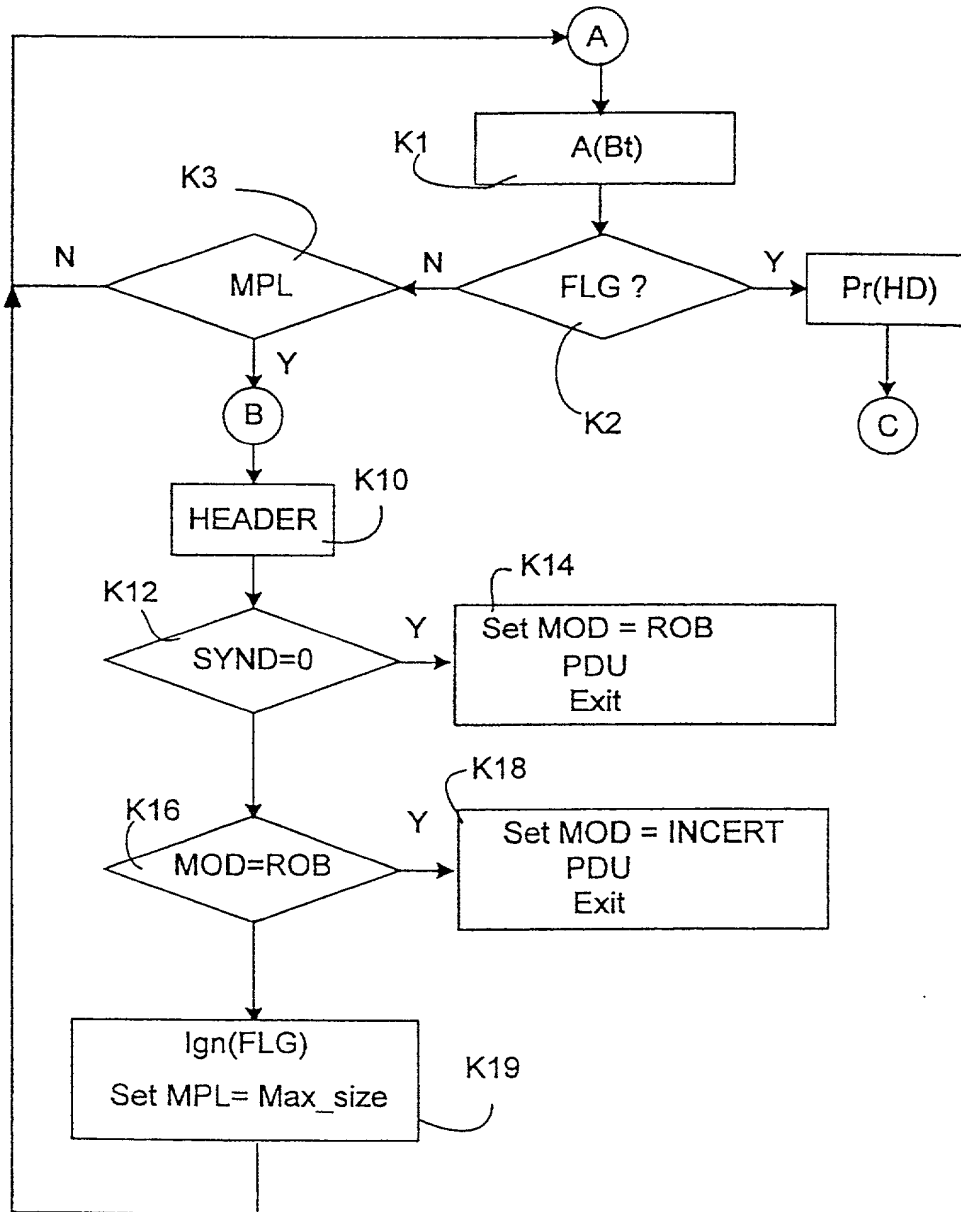 A
A(Bt)
K1
K3
N
MPL
N
FLG ?
Y
Pr(HD)
Y
B
K2
C
K10
HEADER
K12
SYND=0
Y
K14
Set MOD = ROB
PDU
Exit
K16
MOD=ROB
Y
K18
Set MOD = INCERT
PDU
Exit
Ign(FLG)
Set MPL= Max_size
K19